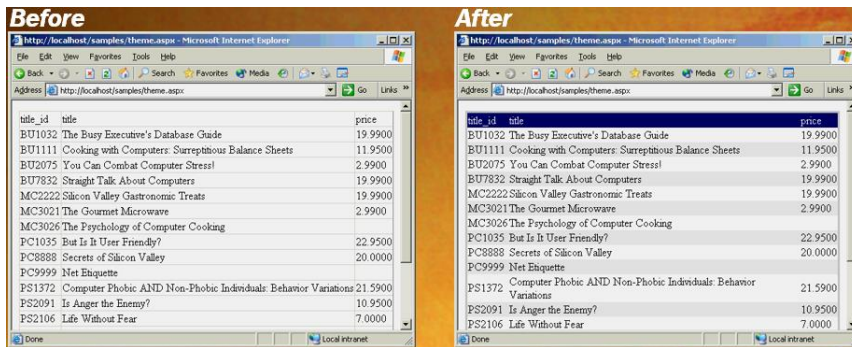 Before
http://localhost/samples/theme.aspx - Microsoft Internet Explorer
File Edit View Favorites Tools Help
Back Search Favorites Media
Address http://localhost/samples/theme.aspx Go Links »
title_id title price
BU1032 The Busy Executive's Database Guide 19.9900
BU1111 Cooking with Computers: Surreptitious Balance Sheets 11.9500
BU2075 You Can Combat Computer Stress! 2.9900
BU7832 Straight Talk About Computers 19.9900
MC2222 Silicon Valley Gastronomic Treats 19.9900
MC3021 The Gourmet Microwave 2.9900
MC3026 The Psychology of Computer Cooking
PC1035 But Is It User Friendly? 22.9500
PC8888 Secrets of Silicon Valley 20.0000
PC9999 Net Etiquette
PS1372 Computer Phobic AND Non-Phobic Individuals: Behavior Variations 21.5900
PS2091 Is Anger the Enemy? 10.9500
PS2106 Life Without Fear 7.0000
Done Local intranet
After
http://localhost/samples/theme.aspx - Microsoft Internet Explorer
File Edit View Favorites Tools Help
Back Search Favorites Media
Address http://localhost/samples/theme.aspx Go Links »
title_id title price
BU1032 The Busy Executive's Database Guide 19.9900
BU1111 Cooking with Computers: Surreptitious Balance Sheets 11.9500
BU2075 You Can Combat Computer Stress! 2.9900
BU7832 Straight Talk About Computers 19.9900
MC2222 Silicon Valley Gastronomic Treats 19.9900
MC3021 The Gourmet Microwave 2.9900
MC3026 The Psychology of Computer Cooking
PC1035 But Is It User Friendly? 22.9500
PC8888 Secrets of Silicon Valley 20.0000
PC9999 Net Etiquette
PS1372 Computer Phobic AND Non-Phobic Individuals: Behavior
Variations 21.5900
PS2091 Is Anger the Enemy? 10.9500
PS2106 Life Without Fear 7.0000
Done Local intranet